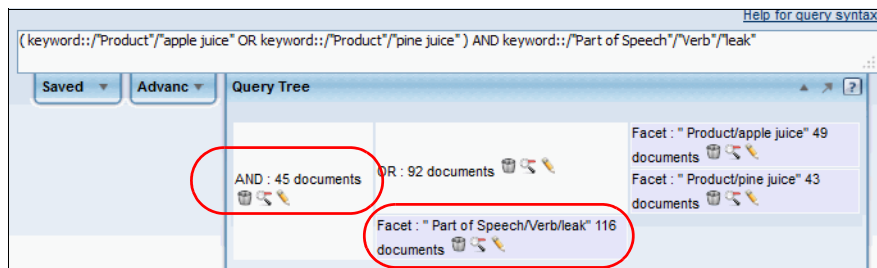 Help for query syntax
( keyword::/"Product"/"apple juice" OR keyword::/"Product"/"pine juice" ) AND keyword::/"Part of Speech"/"Verb"/"leak"
Saved
Advanc
Query Tree
?
AND : 45 documents
OR : 92 documents
Facet : " Product/apple juice" 49
documents
Facet : " Product/pine juice" 43
documents
Facet : " Part of Speech/Verb/leak" 116
documents